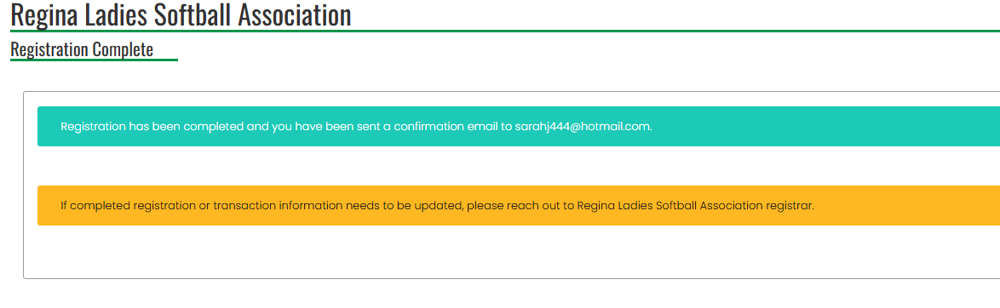 Regina Ladies Softball Association
Registration Complete
Registration has been completed and you have been sent a confirmation email to sarahj444@hotmail.com.
If completed registration or transaction information needs to be updated, please reach out to Regina Ladies Softball Association registrar.